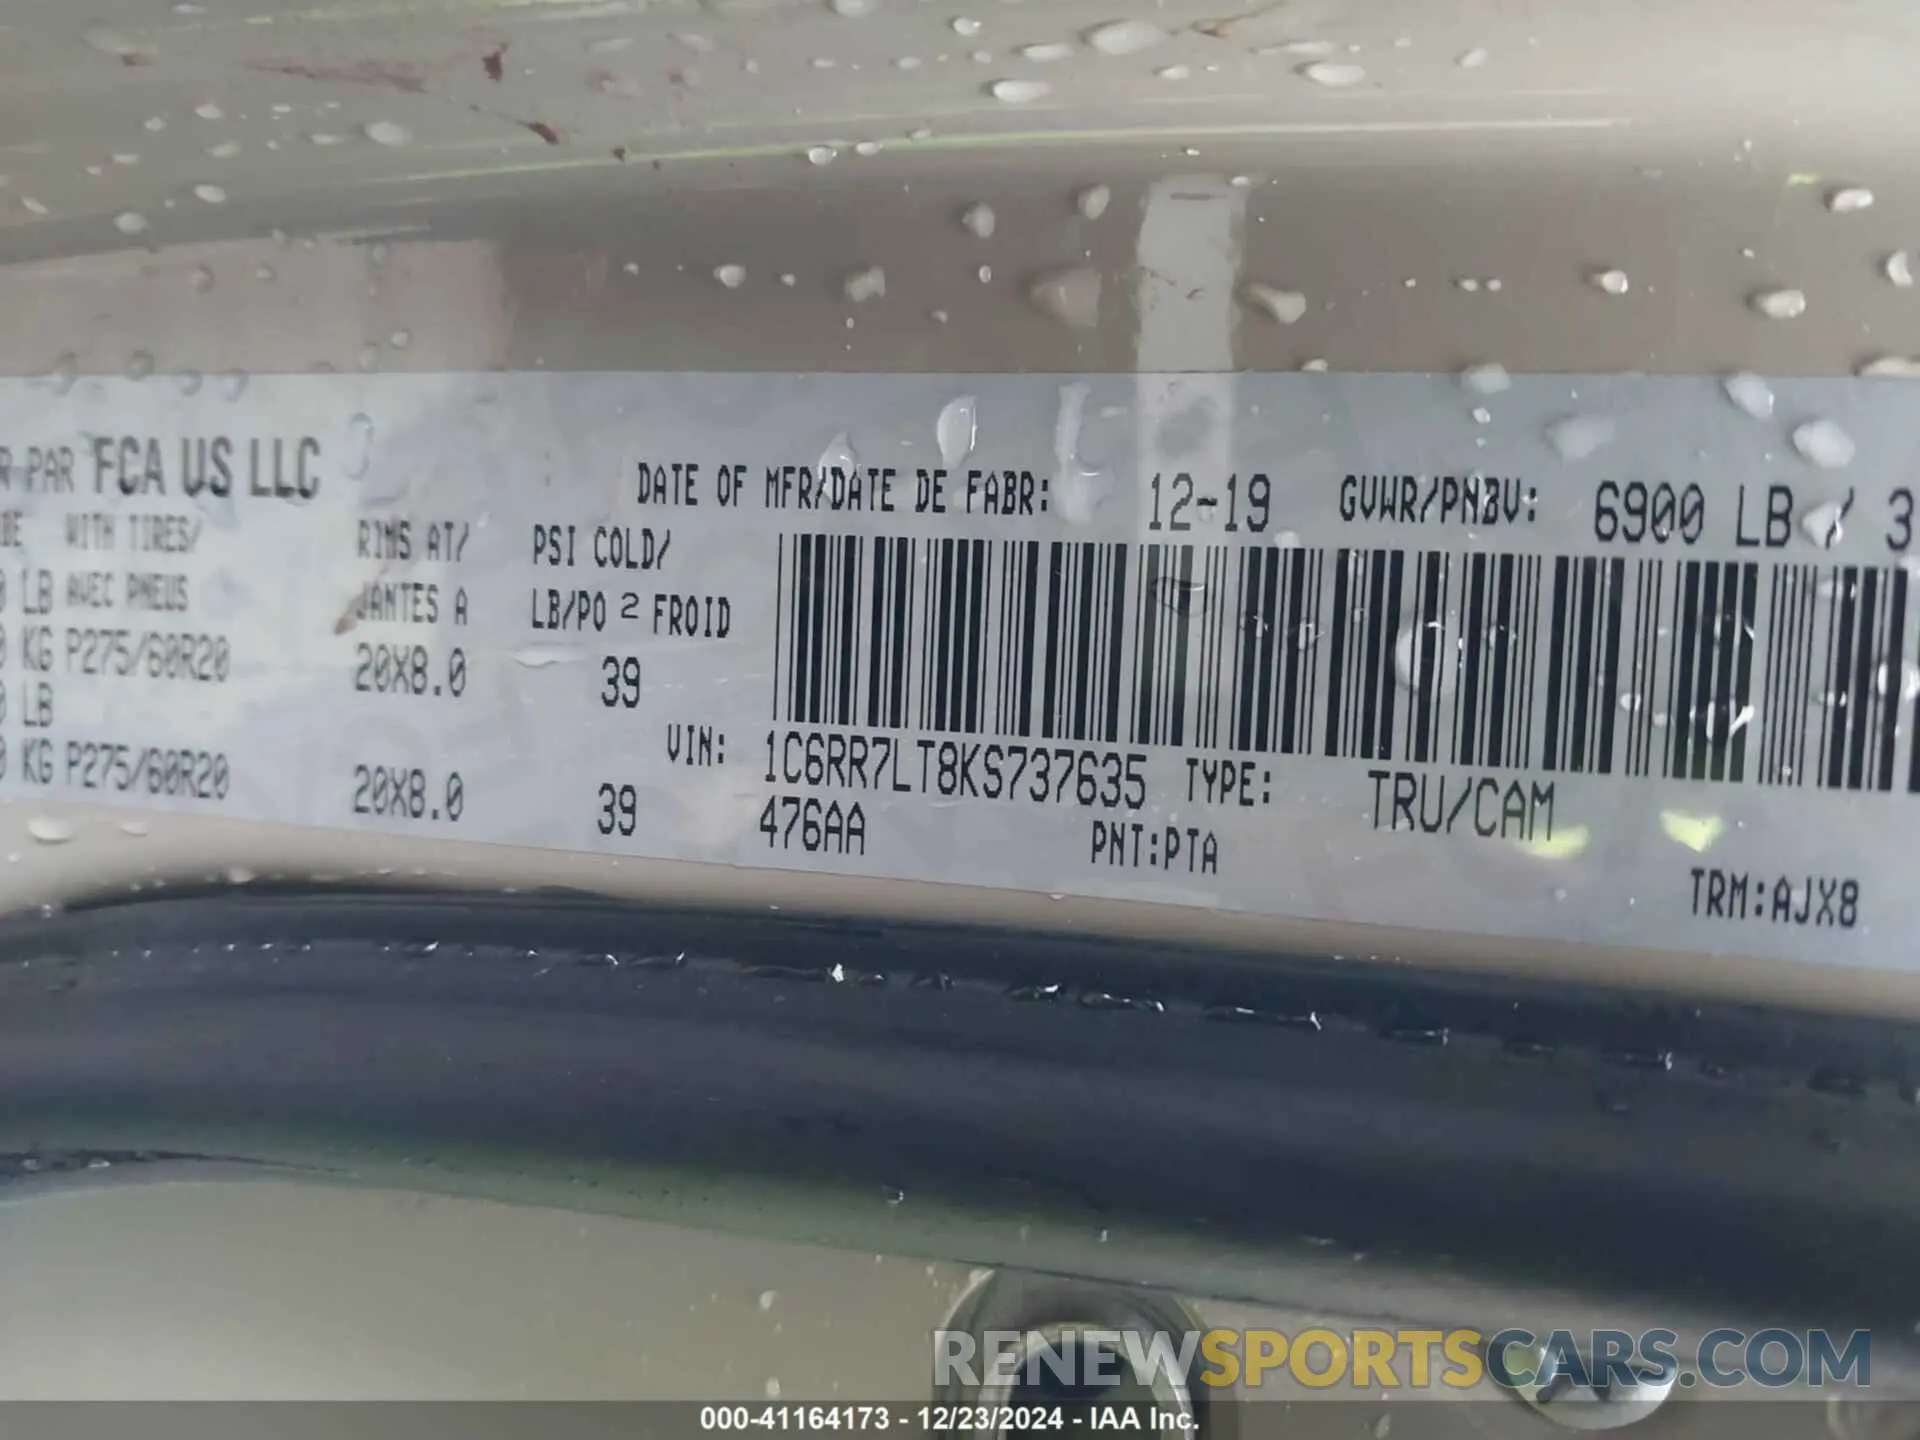 R PAR FCA US LLC
DATE OF MFR/DATE DE FABR: 12-19 GVWR/PNBV: 6900 LB / 3
WITH TIRES/ RIMS AT/ PSI COLD/
LB AVEC PNEUS JANTES A LB/PO 2 FROID
KG P275/60R20 20X8.0 39
LB
KG P275/60R20 20X8.0 39
VIN: 1C6RR7LT8KS737635 TYPE: TRU/CAM
476AA PNT:PTA TRM:AJX8
RENEWSPORTSCARS.COM
000-41164173 - 12/23/2024 - IAA Inc.